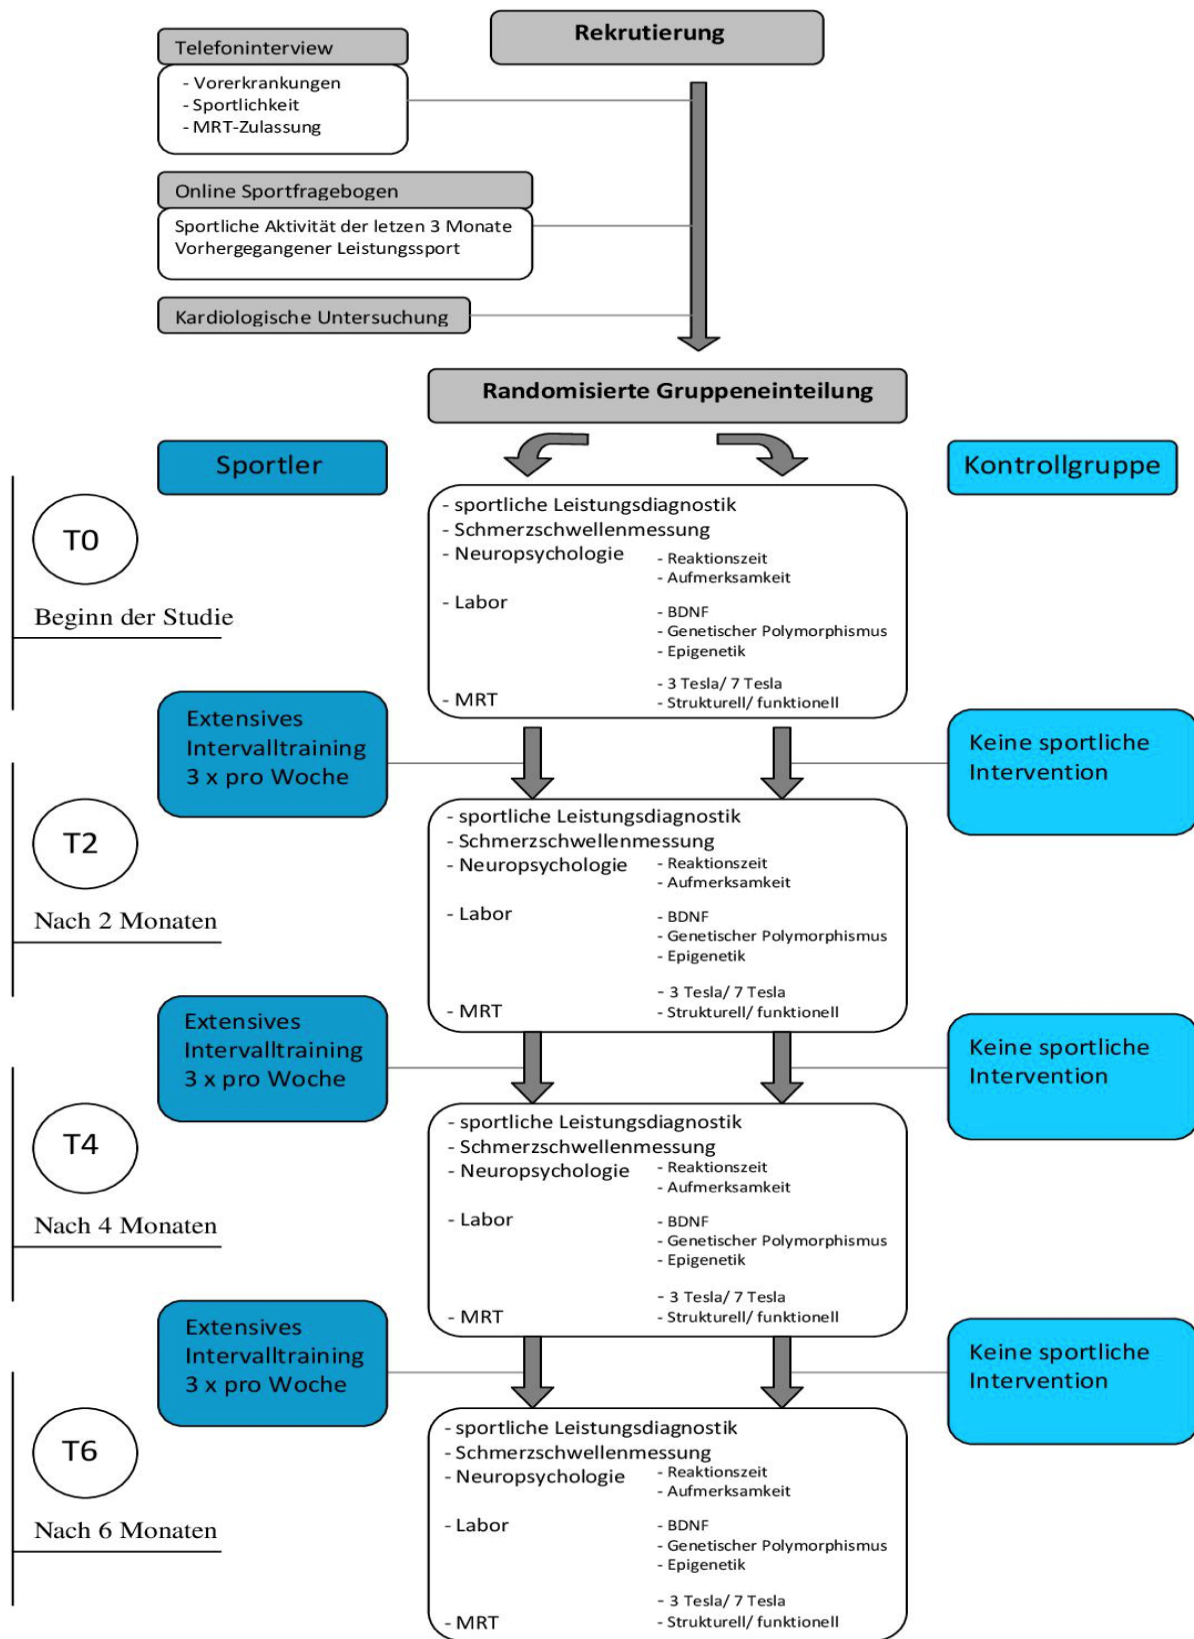 Rekrutierung
Telefoninterview
- Vorerkrankungen
- Sportlichkeit
- MRT-Zulassung
Online Sportfragebogen
Sportliche Aktivität der letzen 3 Monate
Vorhergegangener Leistungssport
Kardiologische Untersuchung
Randomisierte Gruppeneinteilung
Sportler
Kontrollgruppe
T0
Beginn der Studie
- sportliche Leistungsdiagnostik
- Schmerzschwellenmessung
- Neuropsychologie
- Reaktionszeit
- Aufmerksamkeit
- Labor
- BDNF
- Genetischer Polymorphismus
- Epigenetik
- MRT
- 3 Tesla/ 7 Tesla
- Strukturell/ funktionell
Extensives
Intervalltraining
3 x pro Woche
Keine sportliche
Intervention
T2
Nach 2 Monaten
- sportliche Leistungsdiagnostik
- Schmerzschwellenmessung
- Neuropsychologie
- Reaktionszeit
- Aufmerksamkeit
- Labor
- BDNF
- Genetischer Polymorphismus
- Epigenetik
- MRT
- 3 Tesla/ 7 Tesla
- Strukturell/ funktionell
Extensives
Intervalltraining
3 x pro Woche
Keine sportliche
Intervention
T4
Nach 4 Monaten
- sportliche Leistungsdiagnostik
- Schmerzschwellenmessung
- Neuropsychologie
- Reaktionszeit
- Aufmerksamkeit
- Labor
- BDNF
- Genetischer Polymorphismus
- Epigenetik
- MRT
- 3 Tesla/ 7 Tesla
- Strukturell/ funktionell
Extensives
Intervalltraining
3 x pro Woche
Keine sportliche
Intervention
T6
Nach 6 Monaten
- sportliche Leistungsdiagnostik
- Schmerzschwellenmessung
- Neuropsychologie
- Reaktionszeit
- Aufmerksamkeit
- Labor
- BDNF
- Genetischer Polymorphismus
- Epigenetik
- MRT
- 3 Tesla/ 7 Tesla
- Strukturell/ funktionell